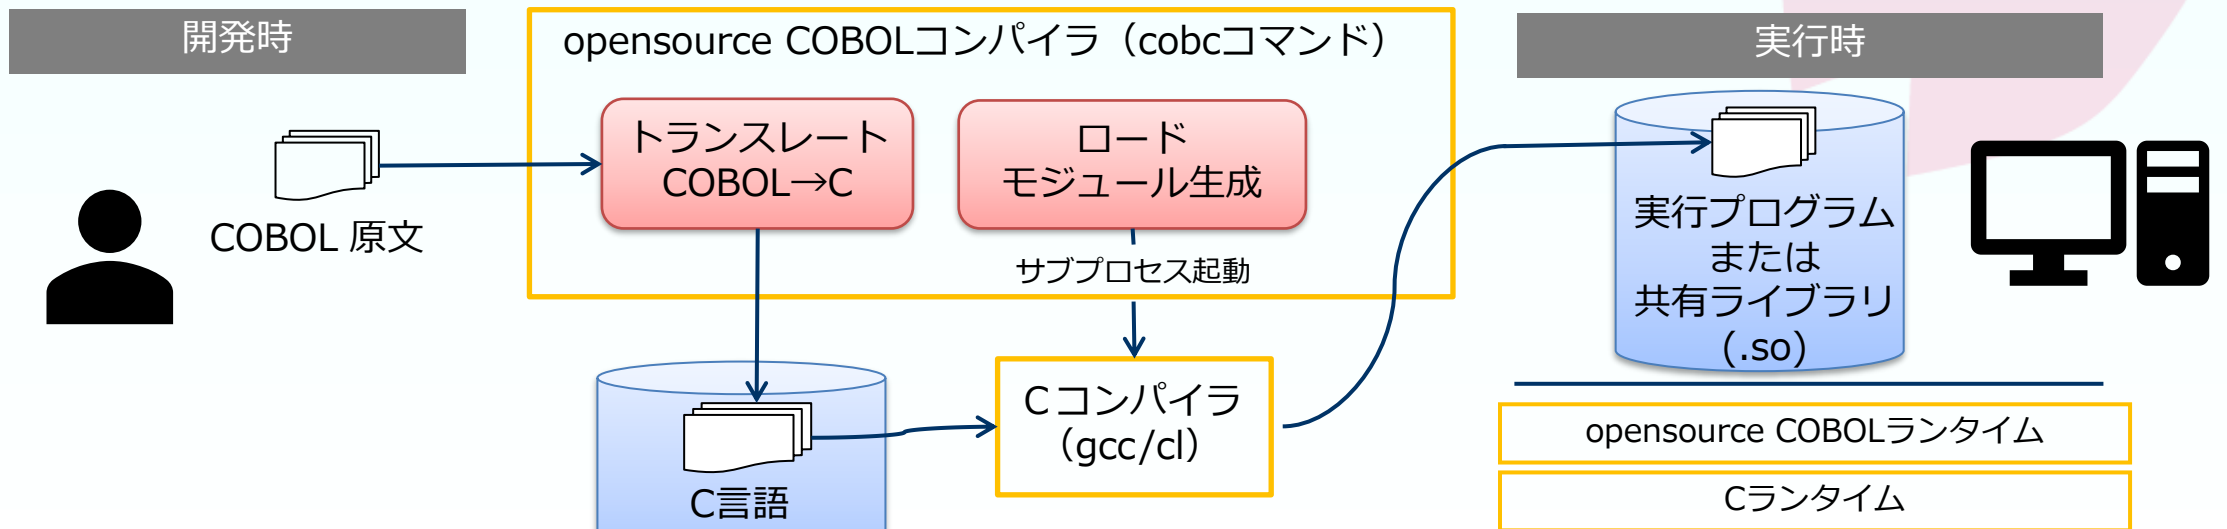 開発時
opensource COBOLコンパイラ（cobcコマンド）
実行時
トランスレート
COBOL→C
ロード
モジュール生成
COBOL 原文
サブプロセス起動
実行プログラム
または
共有ライブラリ
（.so）
Cコンパイラ
（gcc/cl）
C言語
opensource COBOLランタイム
Cランタイム